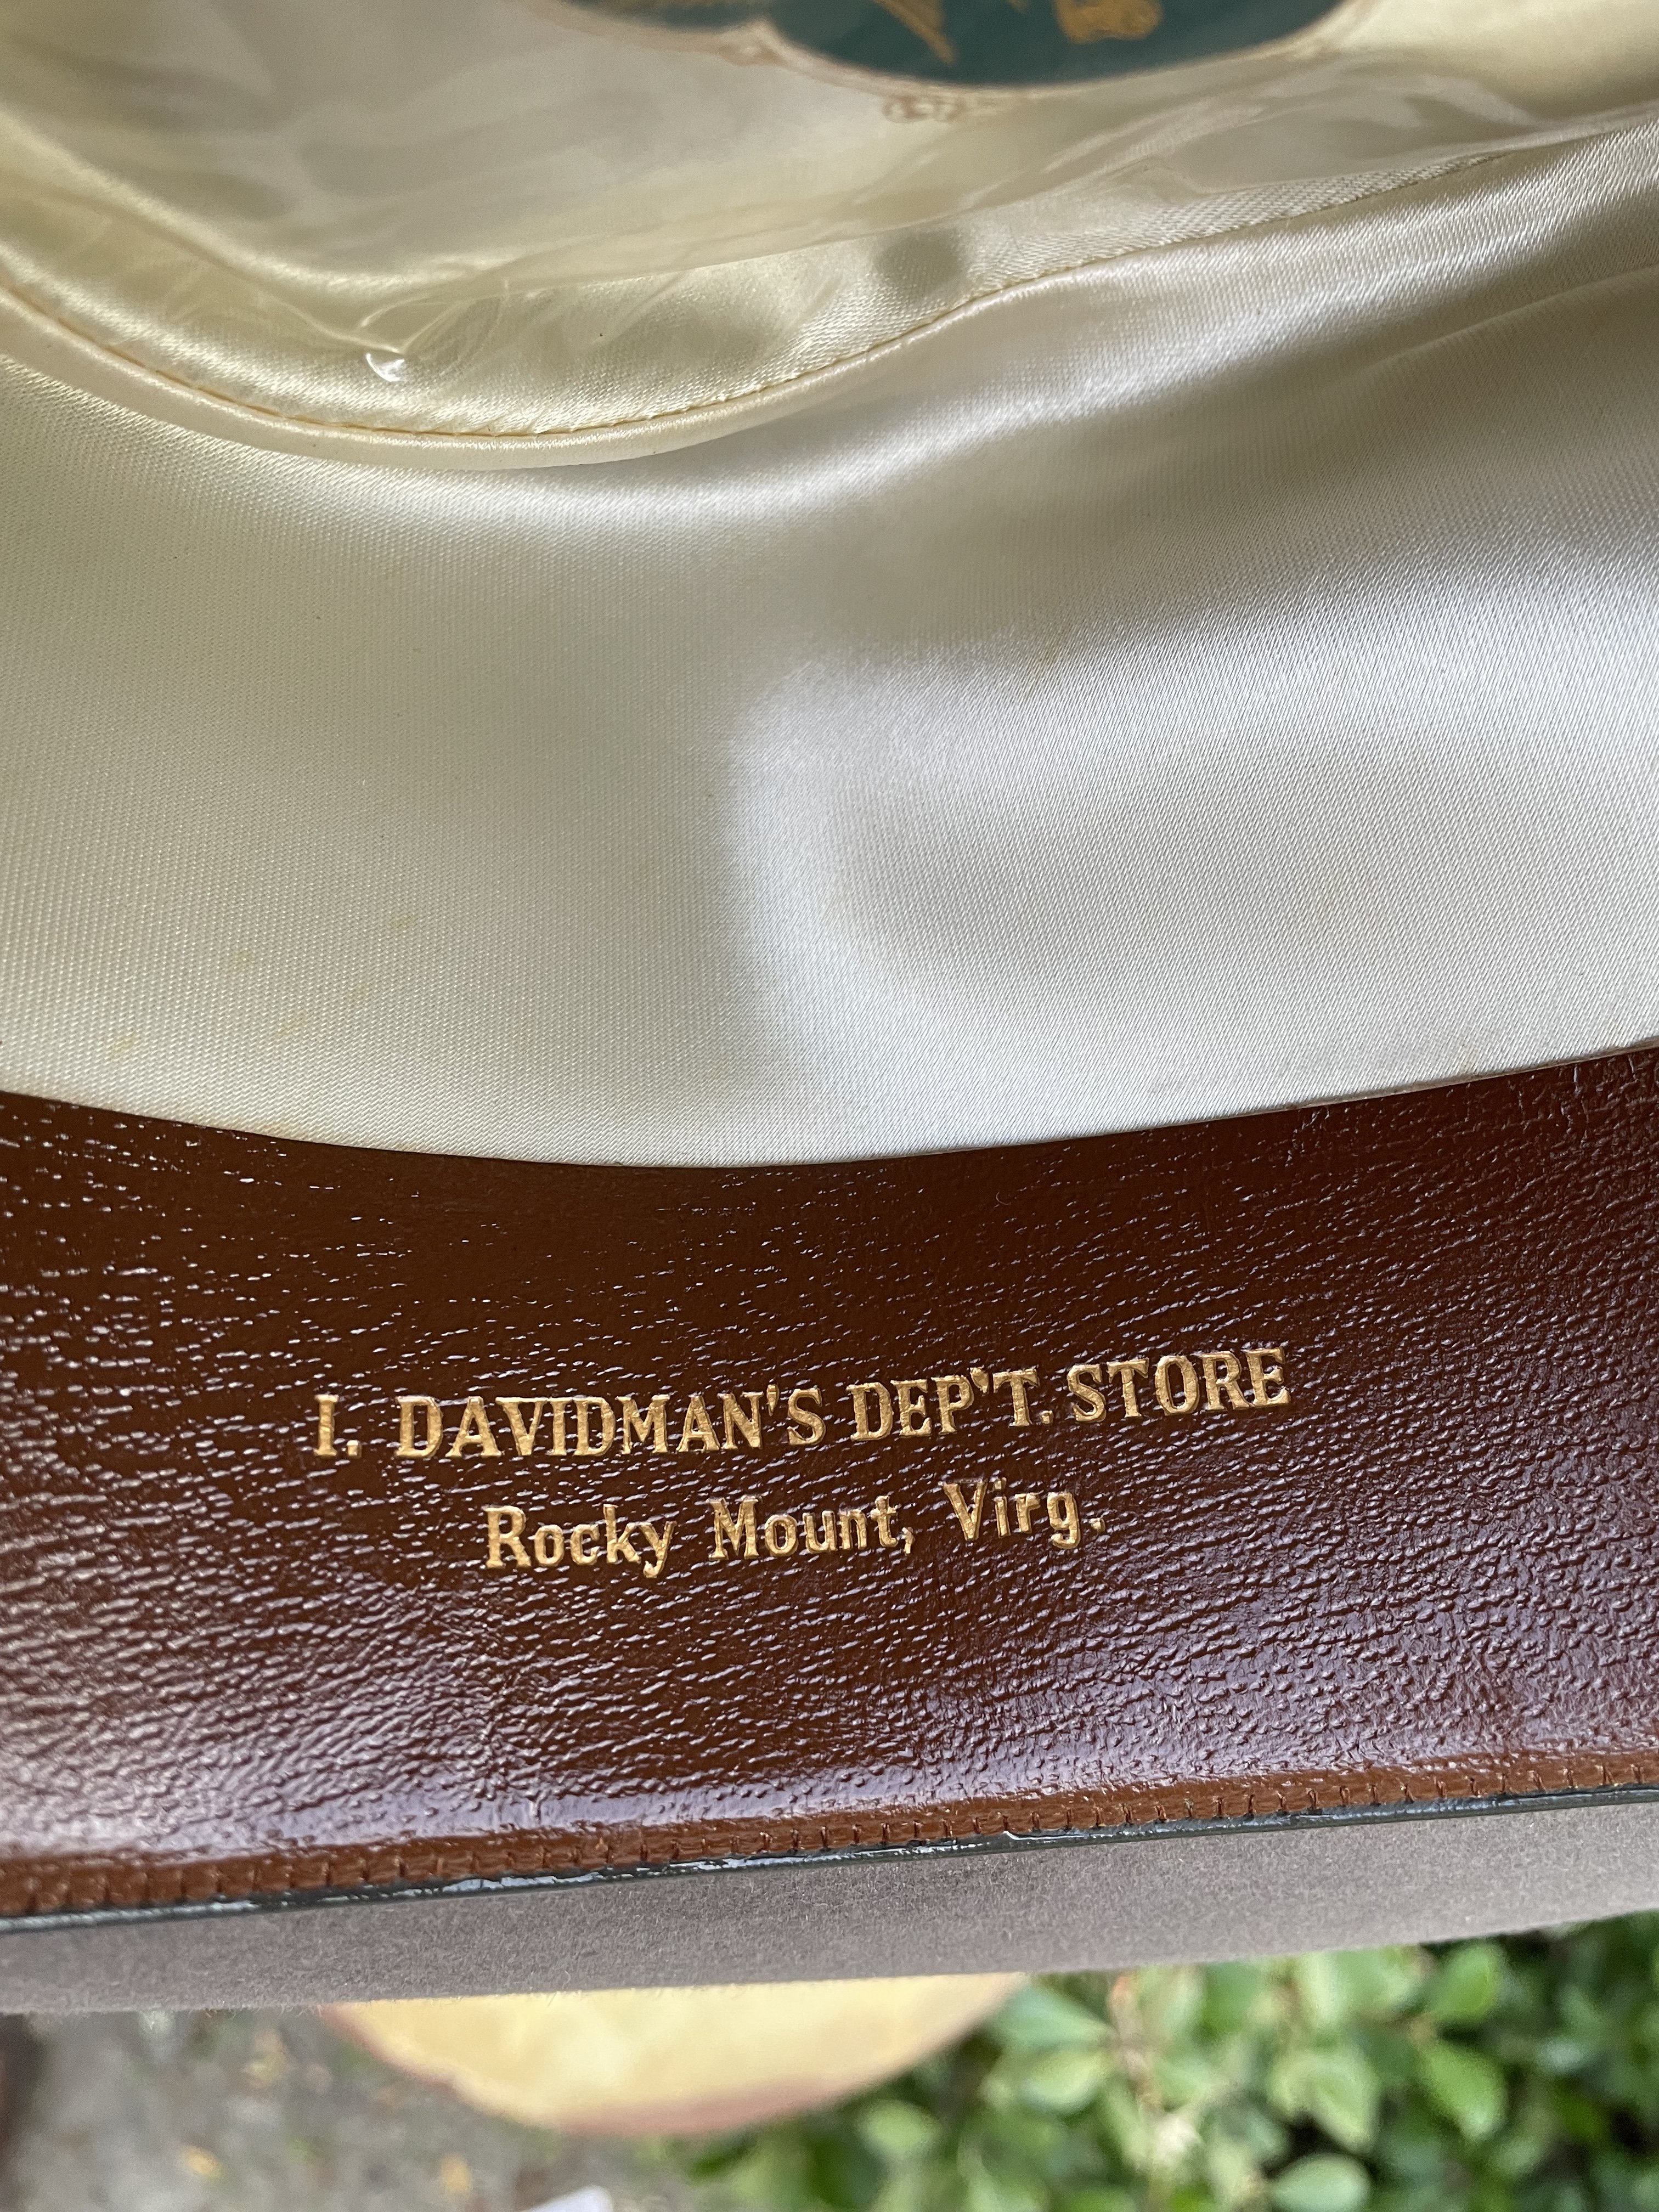 I. DAVIDMAN'S DEP'T. STORE
Rocky Mount, Virg.